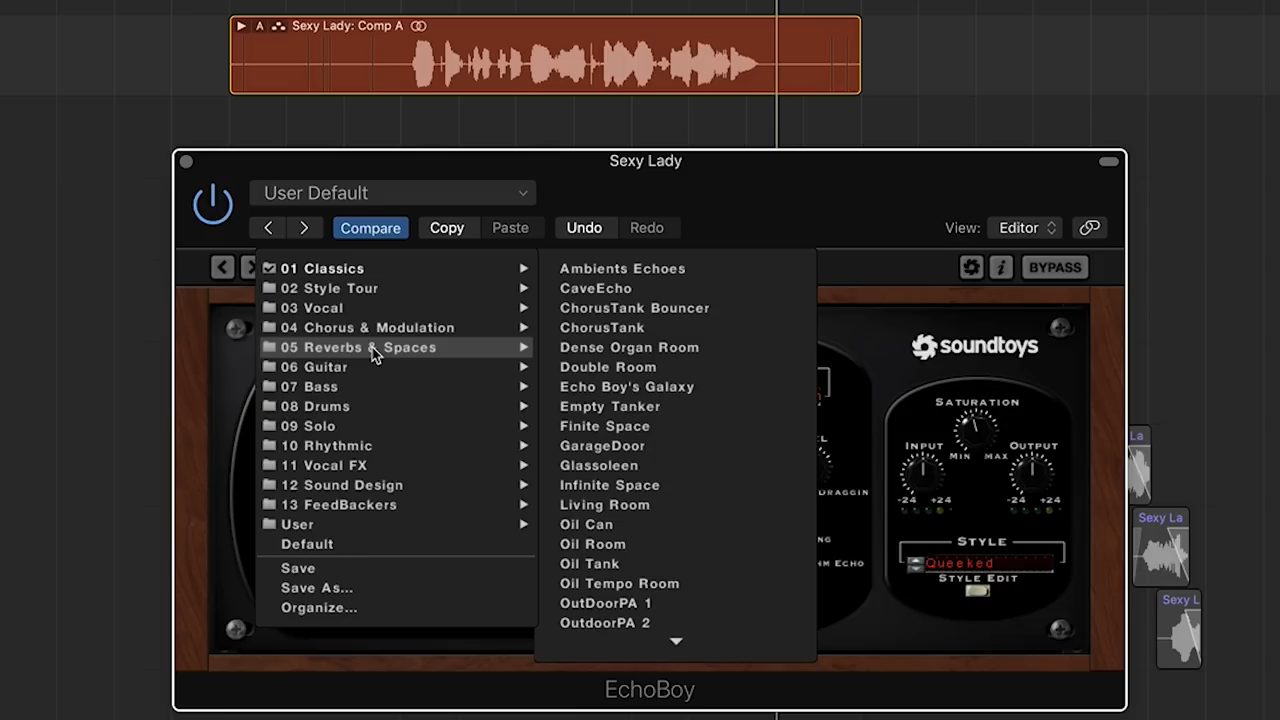 A Sexy Lady: Comp A
Sexy Lady
User Default
Compare Copy Paste Undo Redo View: Editor
01 Classics
02 Style Tour
03 Vocal
04 Chorus & Modulation
05 Reverbs & Spaces
06 Guitar
07 Bass
08 Drums
09 Solo
10 Rhythmic
11 Vocal FX
12 Sound Design
13 FeedBackers
User
Default
Save
Save As...
Organize...
Ambients Echoes
CaveEcho
ChorusTank Bouncer
ChorusTank
Dense Organ Room
Double Room
Echo Boy's Galaxy
Empty Tanker
Finite Space
GarageDoor
Glassoleen
Infinite Space
Living Room
Oil Can
Oil Room
Oil Tank
Oil Tempo Room
OutDoorPA 1
OutdoorPA 2
i BYPASS
soundtoys
SATURATION
INPUT MIN MAX OUTPUT
-24 +24 -24 +24
DRAGGIN
STYLE
Queeked
STYLE EDIT
HM ECHO
EchoBoy
La
Sexy La
Sexy L